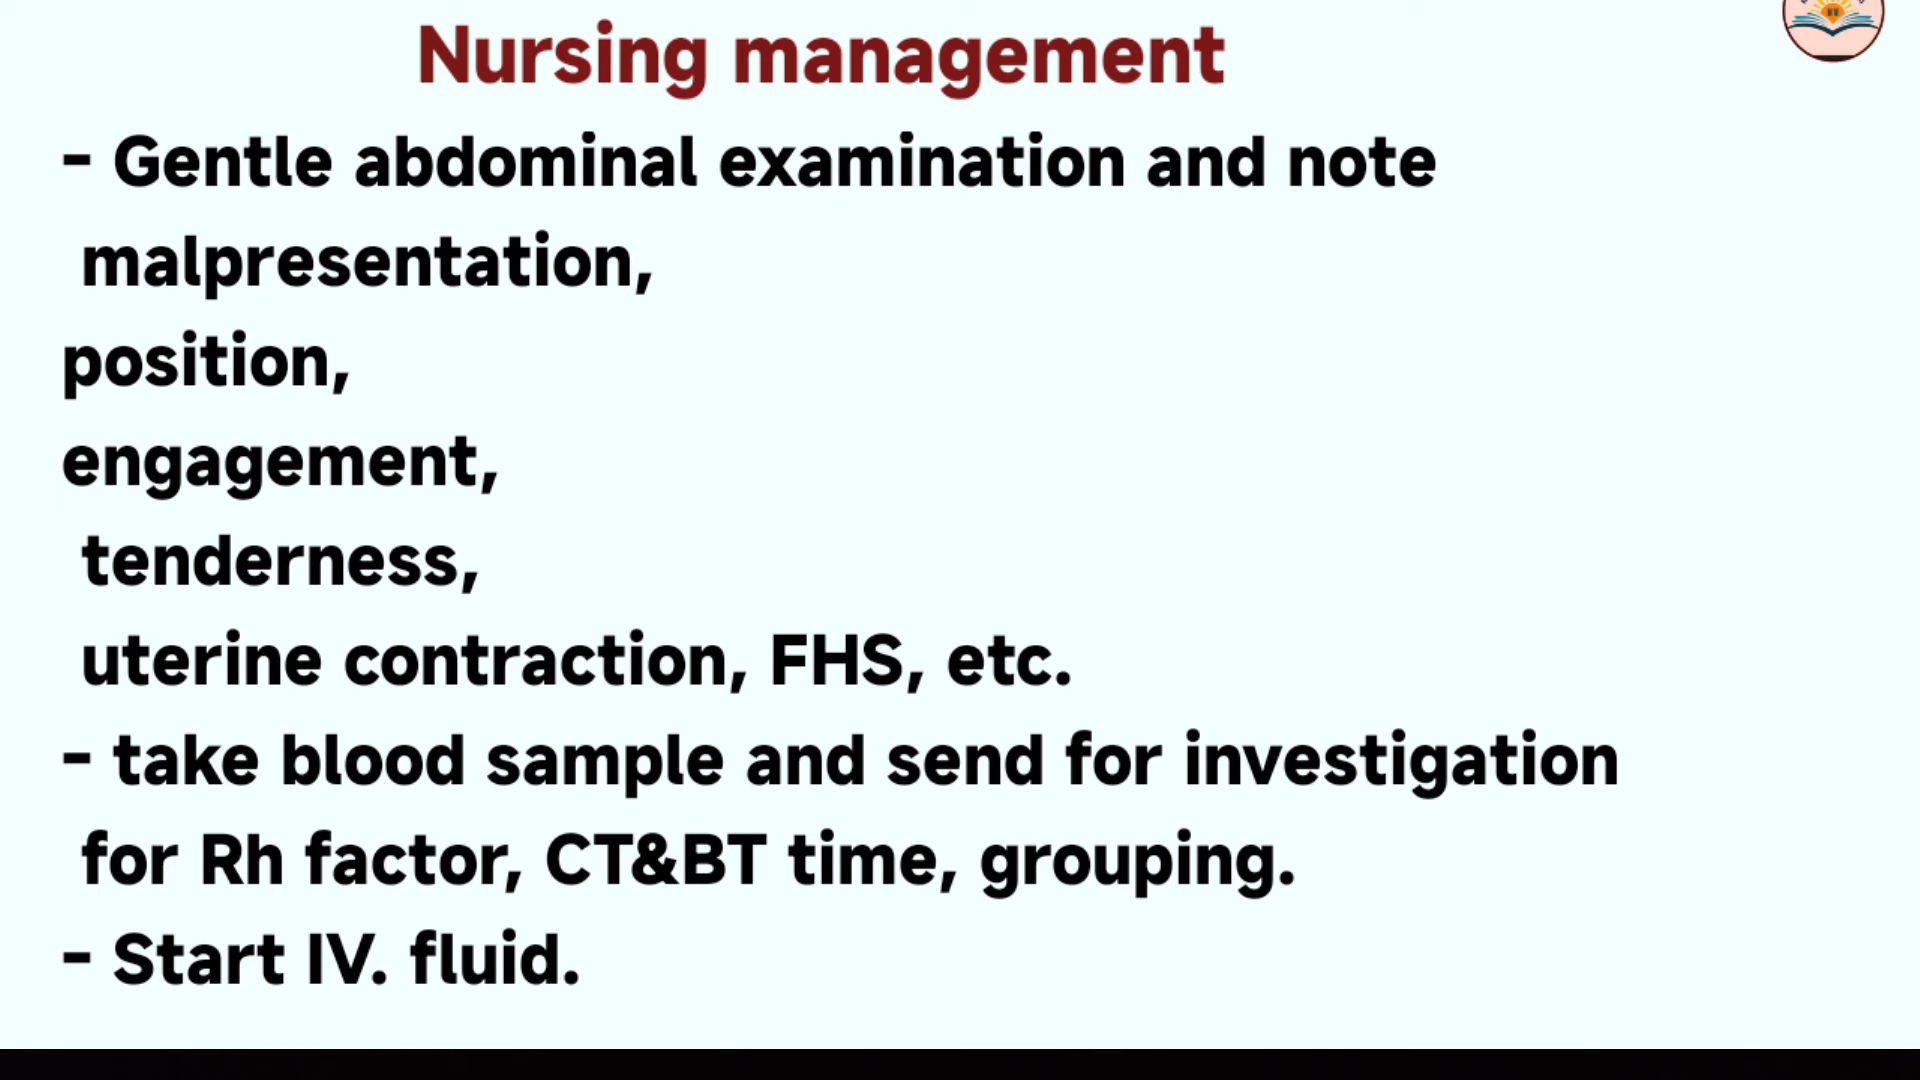 Nursing management
- Gentle abdominal examination and note
malpresentation,
position,
engagement,
tenderness,
uterine contraction, FHS, etc.
- take blood sample and send for investigation
for Rh factor, CT&BT time, grouping.
- Start IV. fluid.